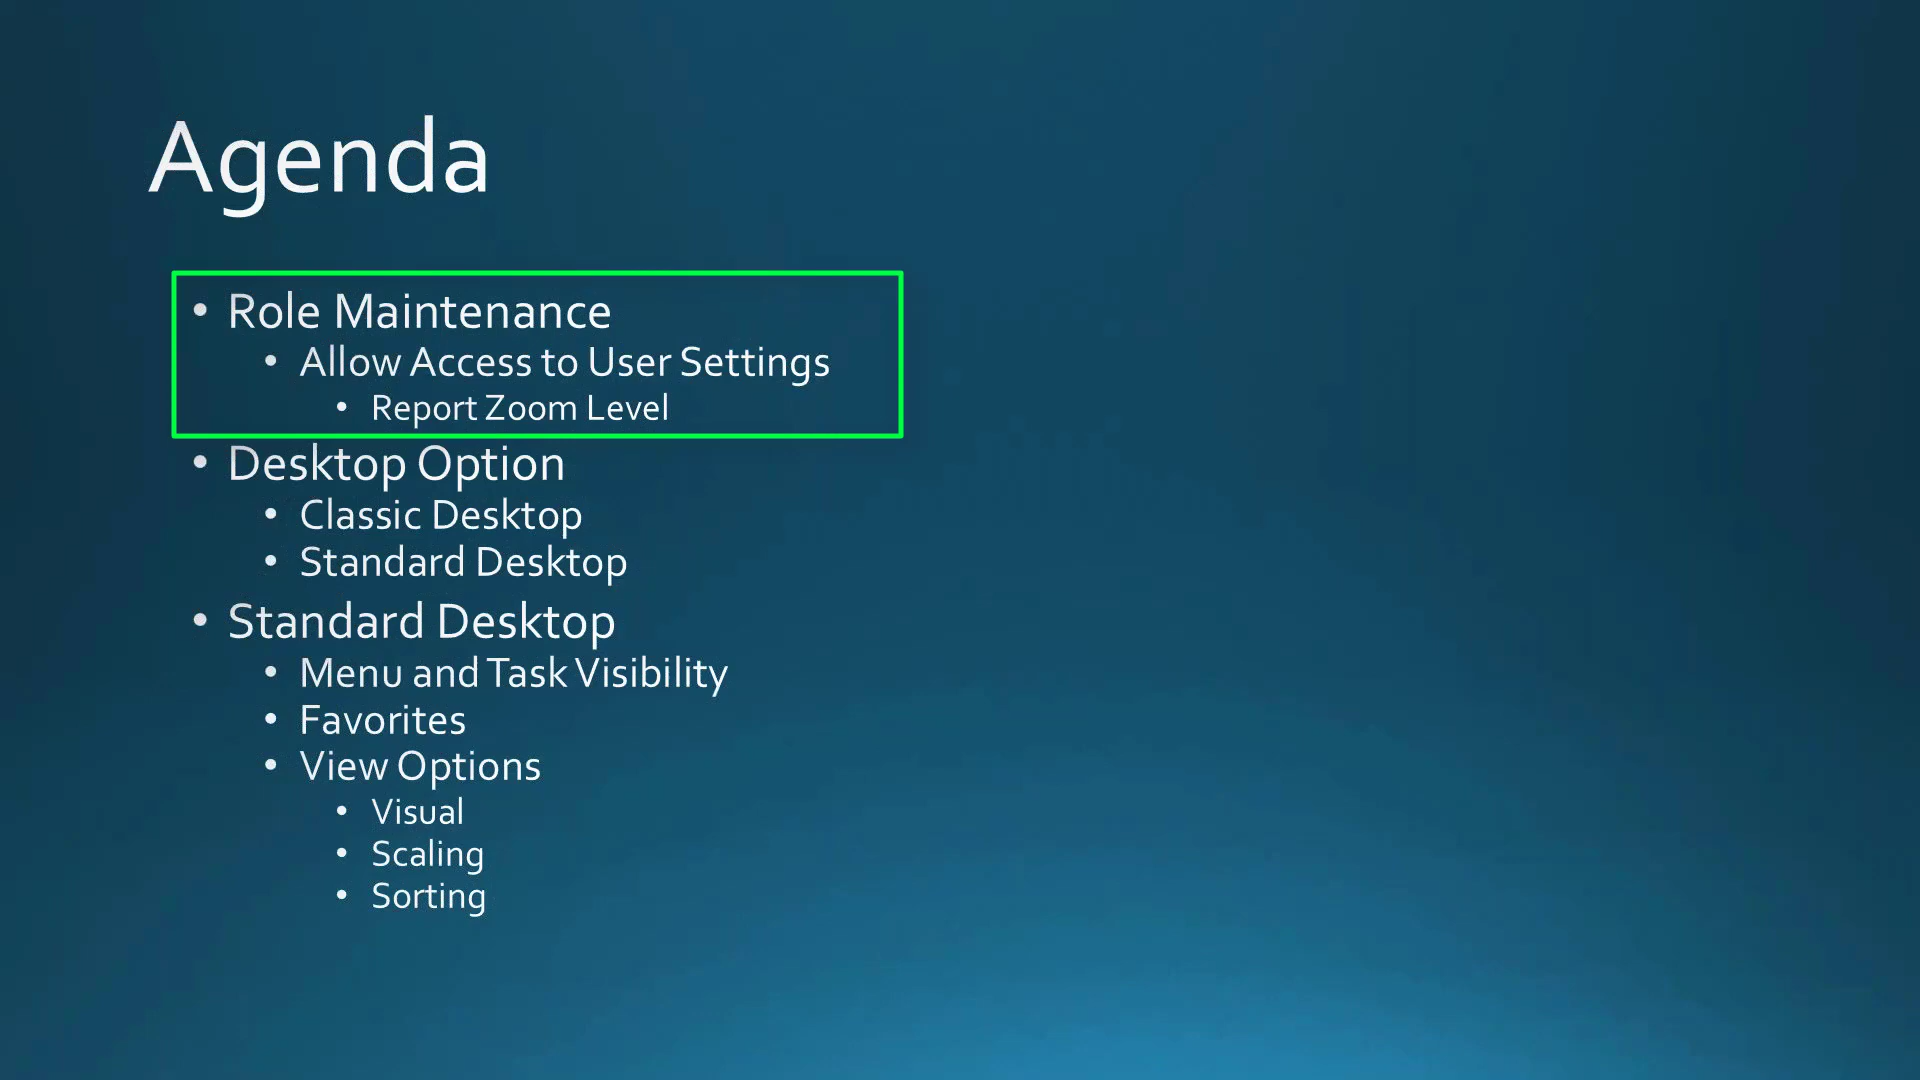 Agenda
• Role Maintenance
• Allow Access to User Settings
• Report Zoom Level
• Desktop Option
• Classic Desktop
• Standard Desktop
• Standard Desktop
• Menu and Task Visibility
• Favorites
• View Options
• Visual
• Scaling
• Sorting